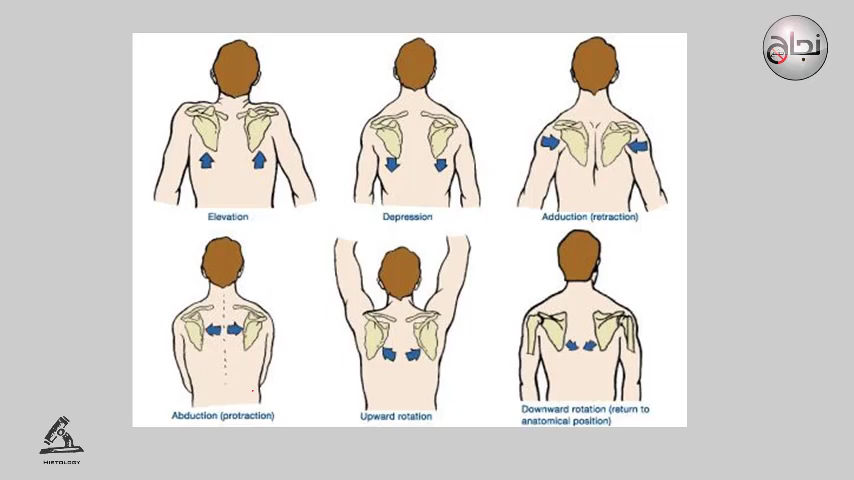 نجاح
Elevation
Depression
Adduction (retraction)
Abduction (protraction)
Upward rotation
Downward rotation (return to
anatomical position)
HISTOLOGY